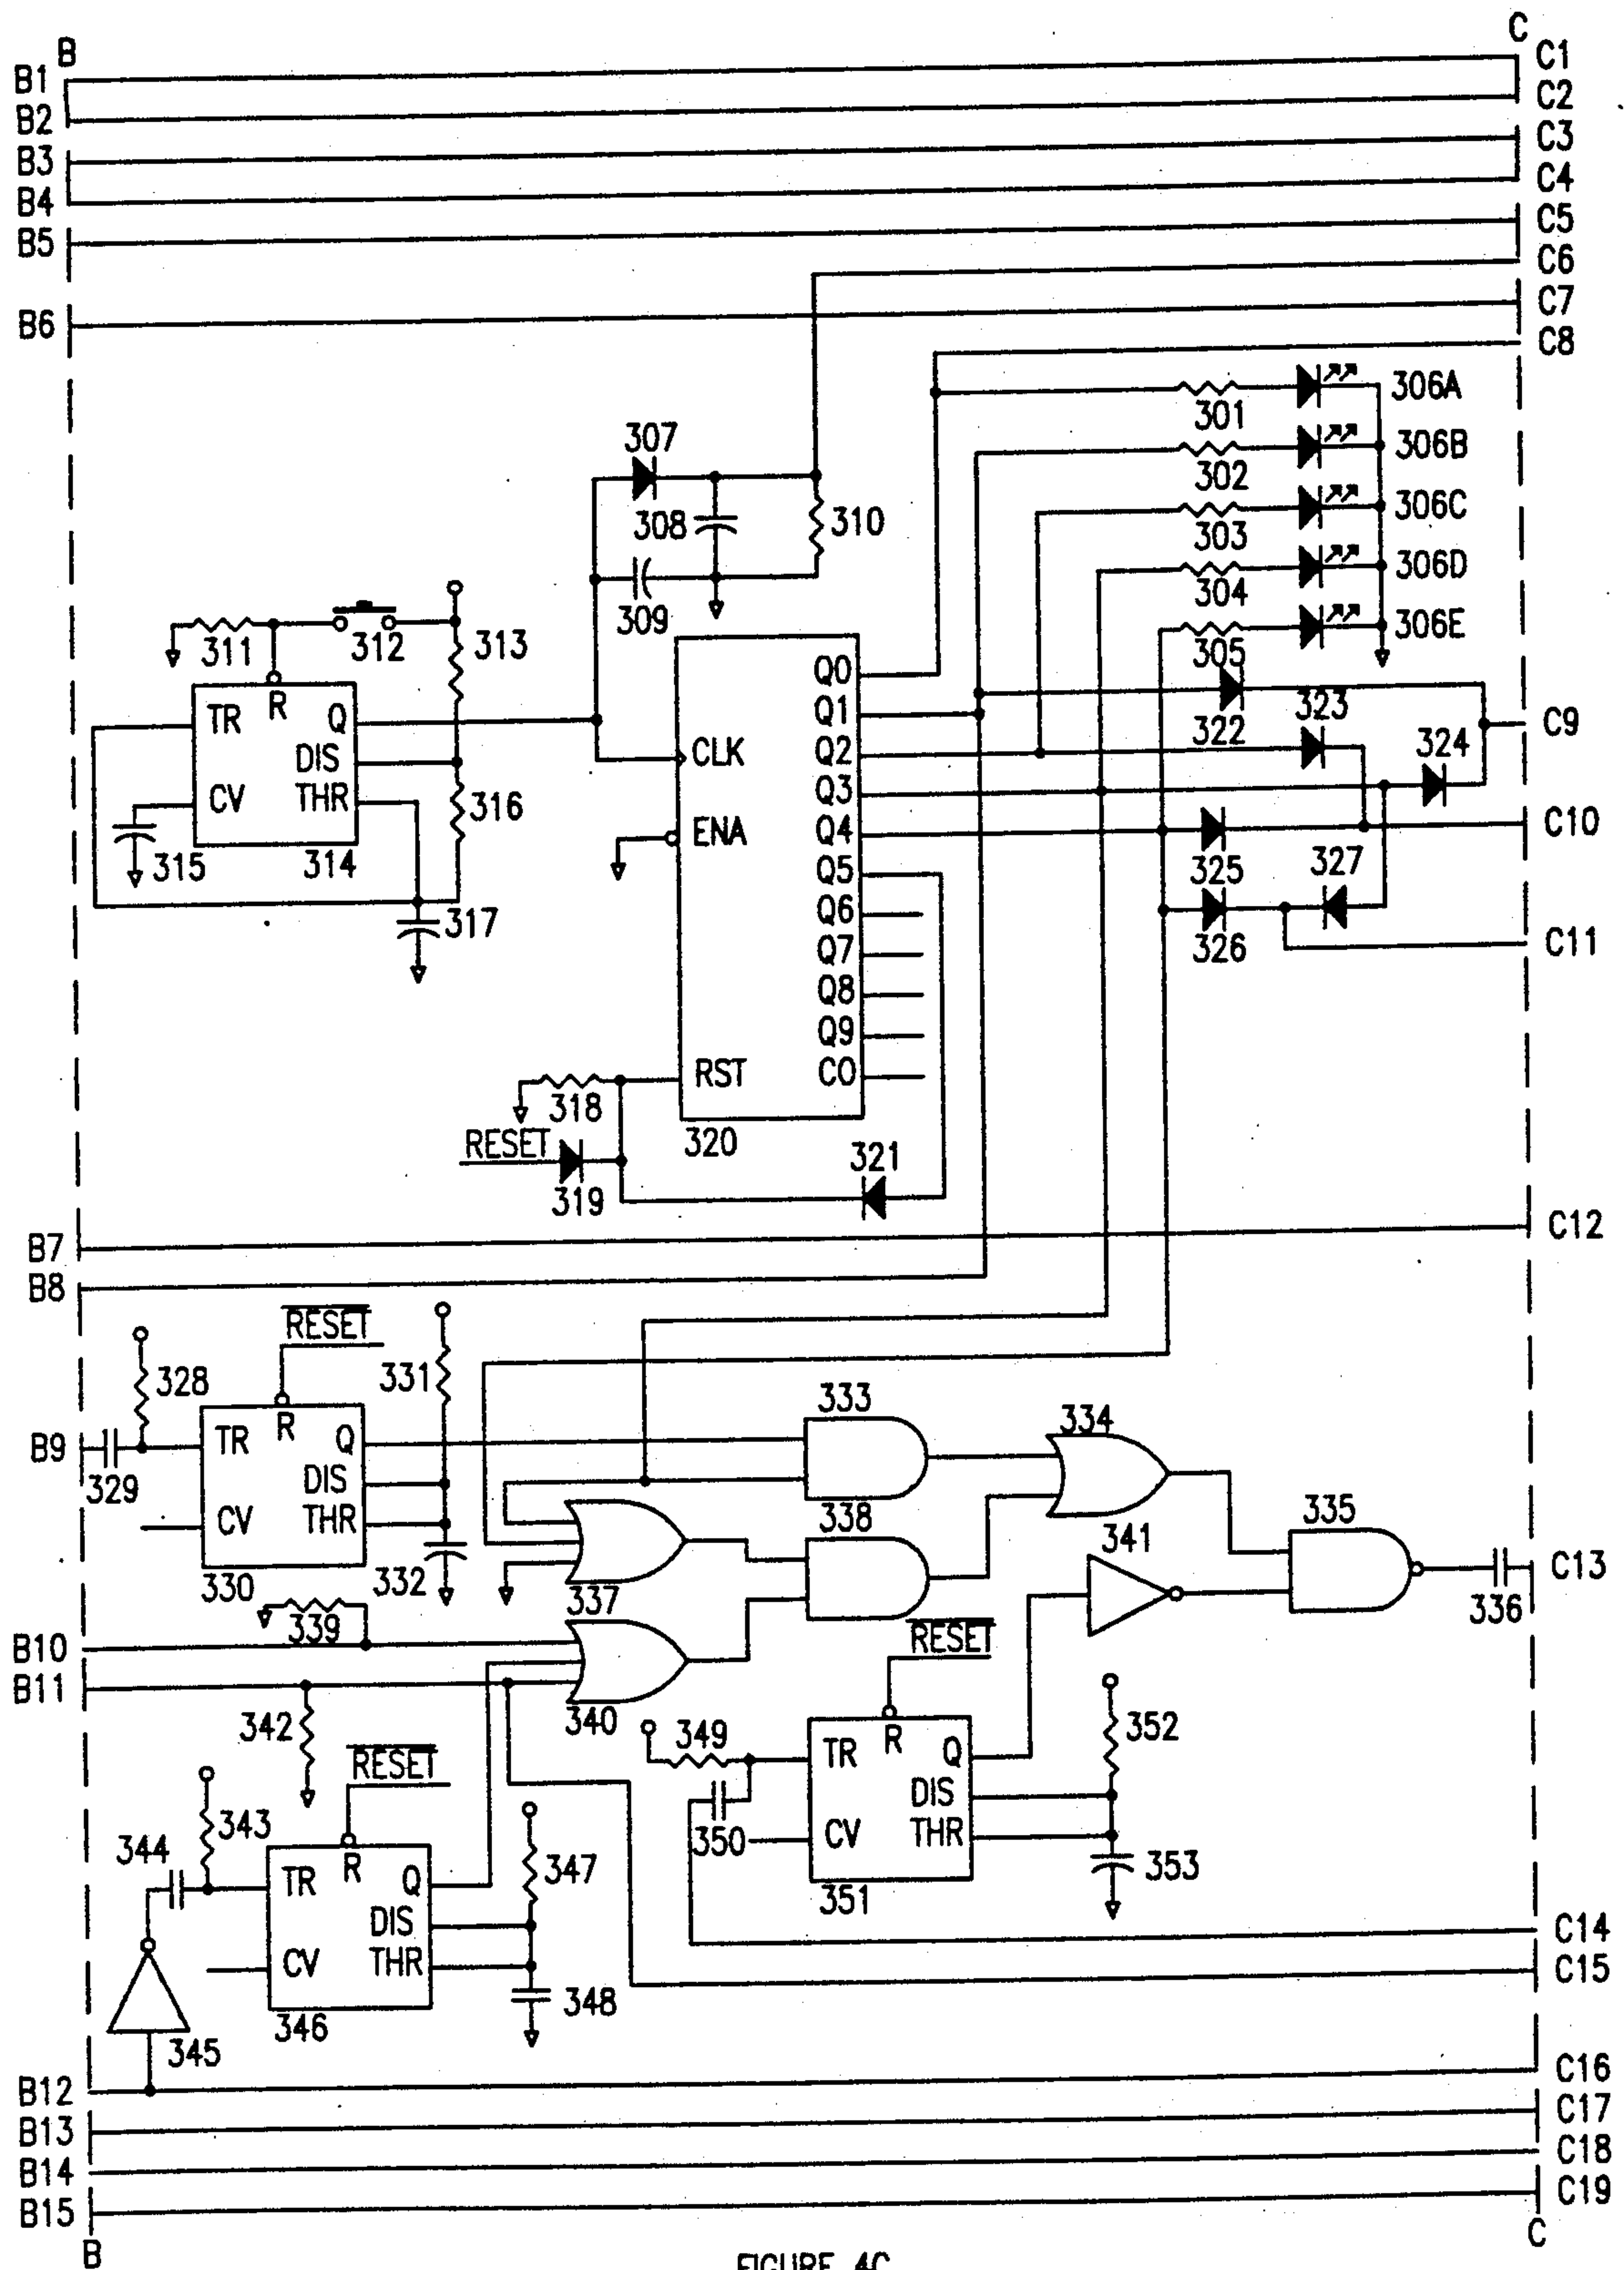 B C
B1 C1
B2 C2
B3 C3
B4 C4
B5 C5
C6
B6 C7
C8
301 306A
307 302 306B
308 310 303 306C
309 304 306D
311 312 313 305 306E
TR R Q DIS THR CV
314 315 316 317
CLK
ENA
RST
Q0
Q1
Q2
Q3
Q4
Q5
Q6
Q7
Q8
Q9
CO
320
322 323 324 C9
325 327 C10
326 C11
318
RESET
319 321
B7 C12
B8
RESET
328 331
B9 329
TR R Q DIS THR CV
330 332
333 334
338 335
337 341
336 C13
339
B10
B11
340
342
RESET
349 350
TR R Q DIS THR CV
351 352 353
RESET
343 344
TR R Q DIS THR CV
345 346 347 348
C14
C15
B12 C16
B13 C17
B14 C18
B15 C19
B C
FIGURE 4C